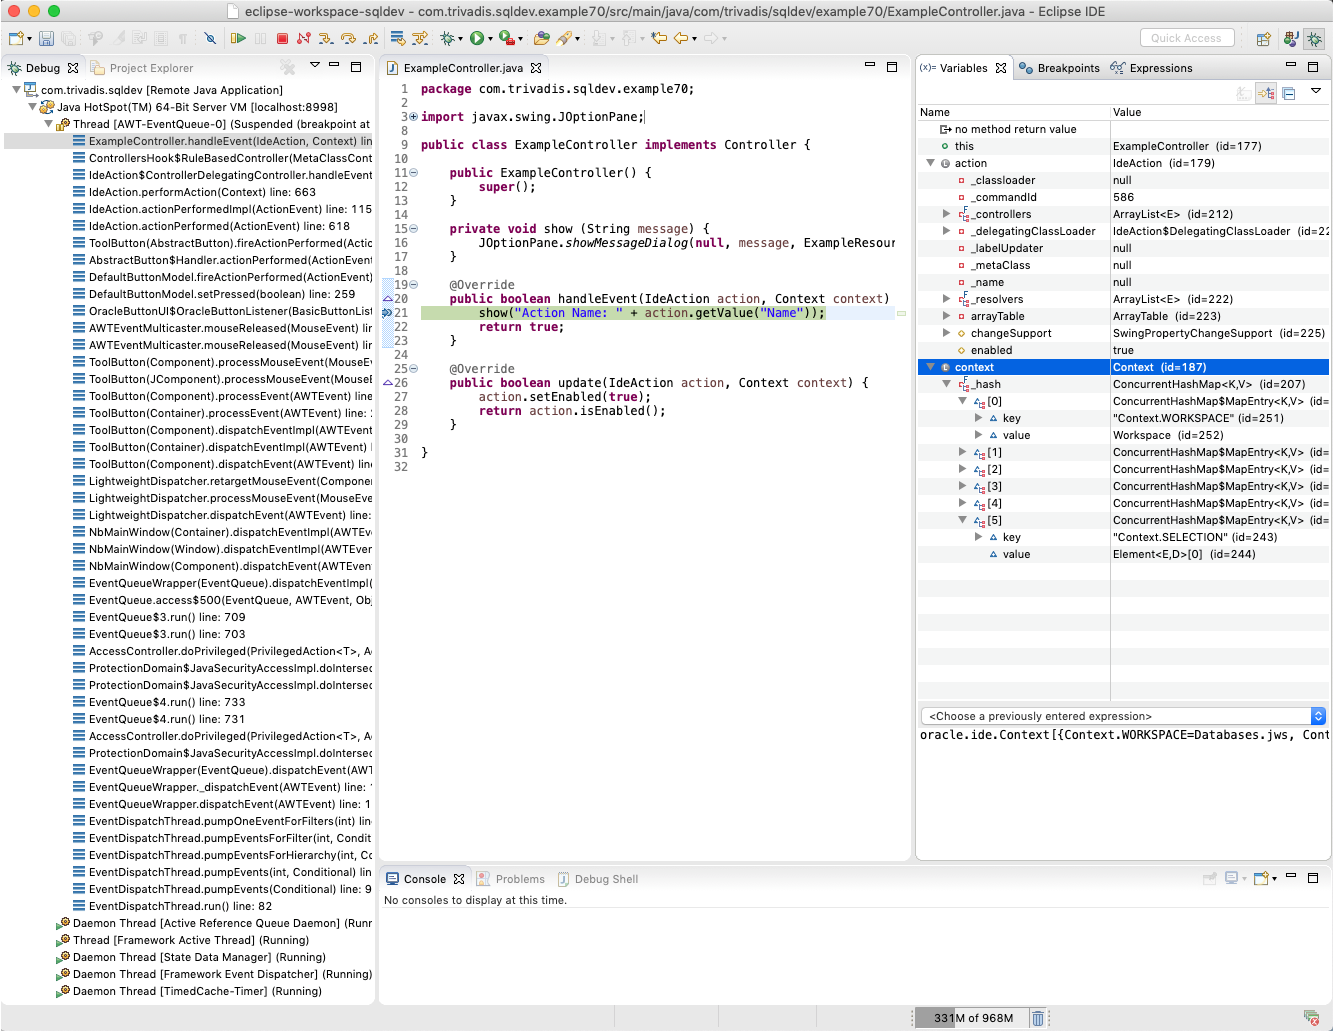 eclipse-workspace-sqldev - com.trivadis.sqldev.example70/src/main/java/com/trivadis/sqldev/example70/ExampleController.java - Eclipse IDE
Quick Access
Debug
Project Explorer
com.trivadis.sqldev [Remote Java Application]
Java HotSpot(TM) 64-Bit Server VM [localhost:8998]
Thread [AWT-EventQueue-0] (Suspended (breakpoint at
ExampleController.handleEvent(IdeAction, Context) lin
ControllersHook$RuleBasedController(MetaClassCont
IdeAction$ControllerDelegatingController.handleEvent
IdeAction.performAction(Context) line: 663
IdeAction.actionPerformedImpl(ActionEvent) line: 115
IdeAction.actionPerformed(ActionEvent) line: 618
ToolButton(AbstractButton).fireActionPerformed(Actio
AbstractButton$Handler.actionPerformed(ActionEvent
DefaultButtonModel.fireActionPerformed(ActionEvent)
DefaultButtonModel.setPressed(boolean) line: 259
OracleButtonUI$OracleButtonListener(BasicButtonList
AWTEventMulticaster.mouseReleased(MouseEvent) lin
AWTEventMulticaster.mouseReleased(MouseEvent) lin
ToolButton(Component).processMouseEvent(MouseEv
ToolButton(JComponent).processMouseEvent(MouseE
ToolButton(Component).processEvent(AWTEvent) line
ToolButton(Container).processEvent(AWTEvent) line: 2
ToolButton(Component).dispatchEventImpl(AWTEvent)
ToolButton(Container).dispatchEventImpl(AWTEvent) l
ToolButton(Component).dispatchEvent(AWTEvent) line
LightweightDispatcher.retargetMouseEvent(Componen
LightweightDispatcher.processMouseEvent(MouseEve
LightweightDispatcher.dispatchEvent(AWTEvent) line:
NbMainWindow(Container).dispatchEventImpl(AWTEve
NbMainWindow(Window).dispatchEventImpl(AWTEven
NbMainWindow(Component).dispatchEvent(AWTEvent
EventQueueWrapper(EventQueue).dispatchEventImpl(
EventQueue.access$500(EventQueue, AWTEvent, Obj
EventQueue$3.run() line: 709
EventQueue$3.run() line: 703
AccessController.doPrivileged(PrivilegedAction<T>, Ac
ProtectionDomain$JavaSecurityAccessImpl.doIntersec
ProtectionDomain$JavaSecurityAccessImpl.doIntersec
EventQueue$4.run() line: 733
EventQueue$4.run() line: 731
AccessController.doPrivileged(PrivilegedAction<T>, Ac
ProtectionDomain$JavaSecurityAccessImpl.doIntersec
EventQueueWrapper(EventQueue).dispatchEvent(AWT
EventQueueWrapper._dispatchEvent(AWTEvent) line: 1
EventQueueWrapper.dispatchEvent(AWTEvent) line: 1
EventDispatchThread.pumpOneEventForFilters(int) line
EventDispatchThread.pumpEventsForFilter(int, Condit
EventDispatchThread.pumpEventsForHierarchy(int, Co
EventDispatchThread.pumpEvents(int, Conditional) lin
EventDispatchThread.pumpEvents(Conditional) line: 9
EventDispatchThread.run() line: 82
Daemon Thread [Active Reference Queue Daemon] (Runn
Thread [Framework Active Thread] (Running)
Daemon Thread [State Data Manager] (Running)
Daemon Thread [Framework Event Dispatcher] (Running)
Daemon Thread [TimedCache-Timer] (Running)
ExampleController.java
1 package com.trivadis.sqldev.example70;
2
3 import javax.swing.JOptionPane;
8
9 public class ExampleController implements Controller {
10
11 public ExampleController() {
12 super();
13 }
14
15 private void show (String message) {
16 JOptionPane.showMessageDialog(null, message, ExampleResour
17 }
18
19 @Override
20 public boolean handleEvent(IdeAction action, Context context)
21 show("Action Name: " + action.getValue("Name"));
22 return true;
23 }
24
25 @Override
26 public boolean update(IdeAction action, Context context) {
27 action.setEnabled(true);
28 return action.isEnabled();
29 }
30
31 }
32
(x)= Variables
Breakpoints
Expressions
Name Value
no method return value
this ExampleController (id=177)
action IdeAction (id=179)
_classloader null
_commandId 586
_controllers ArrayList<E> (id=212)
_delegatingClassLoader IdeAction$DelegatingClassLoader (id=22
_labelUpdater null
_metaClass null
_name null
_resolvers ArrayList<E> (id=222)
arrayTable ArrayTable (id=223)
changeSupport SwingPropertyChangeSupport (id=225)
enabled true
context Context (id=187)
_hash ConcurrentHashMap<K,V> (id=207)
[0] ConcurrentHashMap$MapEntry<K,V> (id=
key "Context.WORKSPACE" (id=251)
value Workspace (id=252)
[1] ConcurrentHashMap$MapEntry<K,V> (id=
[2] ConcurrentHashMap$MapEntry<K,V> (id=
[3] ConcurrentHashMap$MapEntry<K,V> (id=
[4] ConcurrentHashMap$MapEntry<K,V> (id=
[5] ConcurrentHashMap$MapEntry<K,V> (id=
key "Context.SELECTION" (id=243)
value Element<E,D>[0] (id=244)
<Choose a previously entered expression>
oracle.ide.Context[{Context.WORKSPACE=Databases.jws, Cont
Console
Problems
Debug Shell
No consoles to display at this time.
331M of 968M